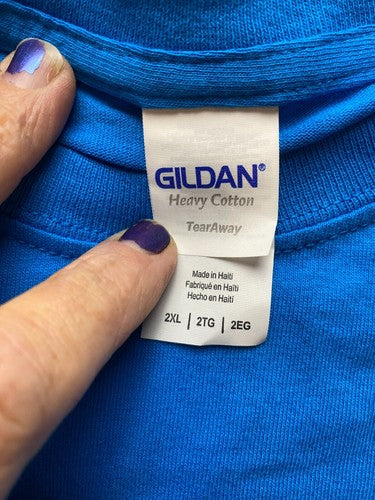 GILDAN®
Heavy Cotton
TearAway
Made in Haiti
Fabriqué en Haïti
Hecho en Haití
2XL | 2TG | 2EG